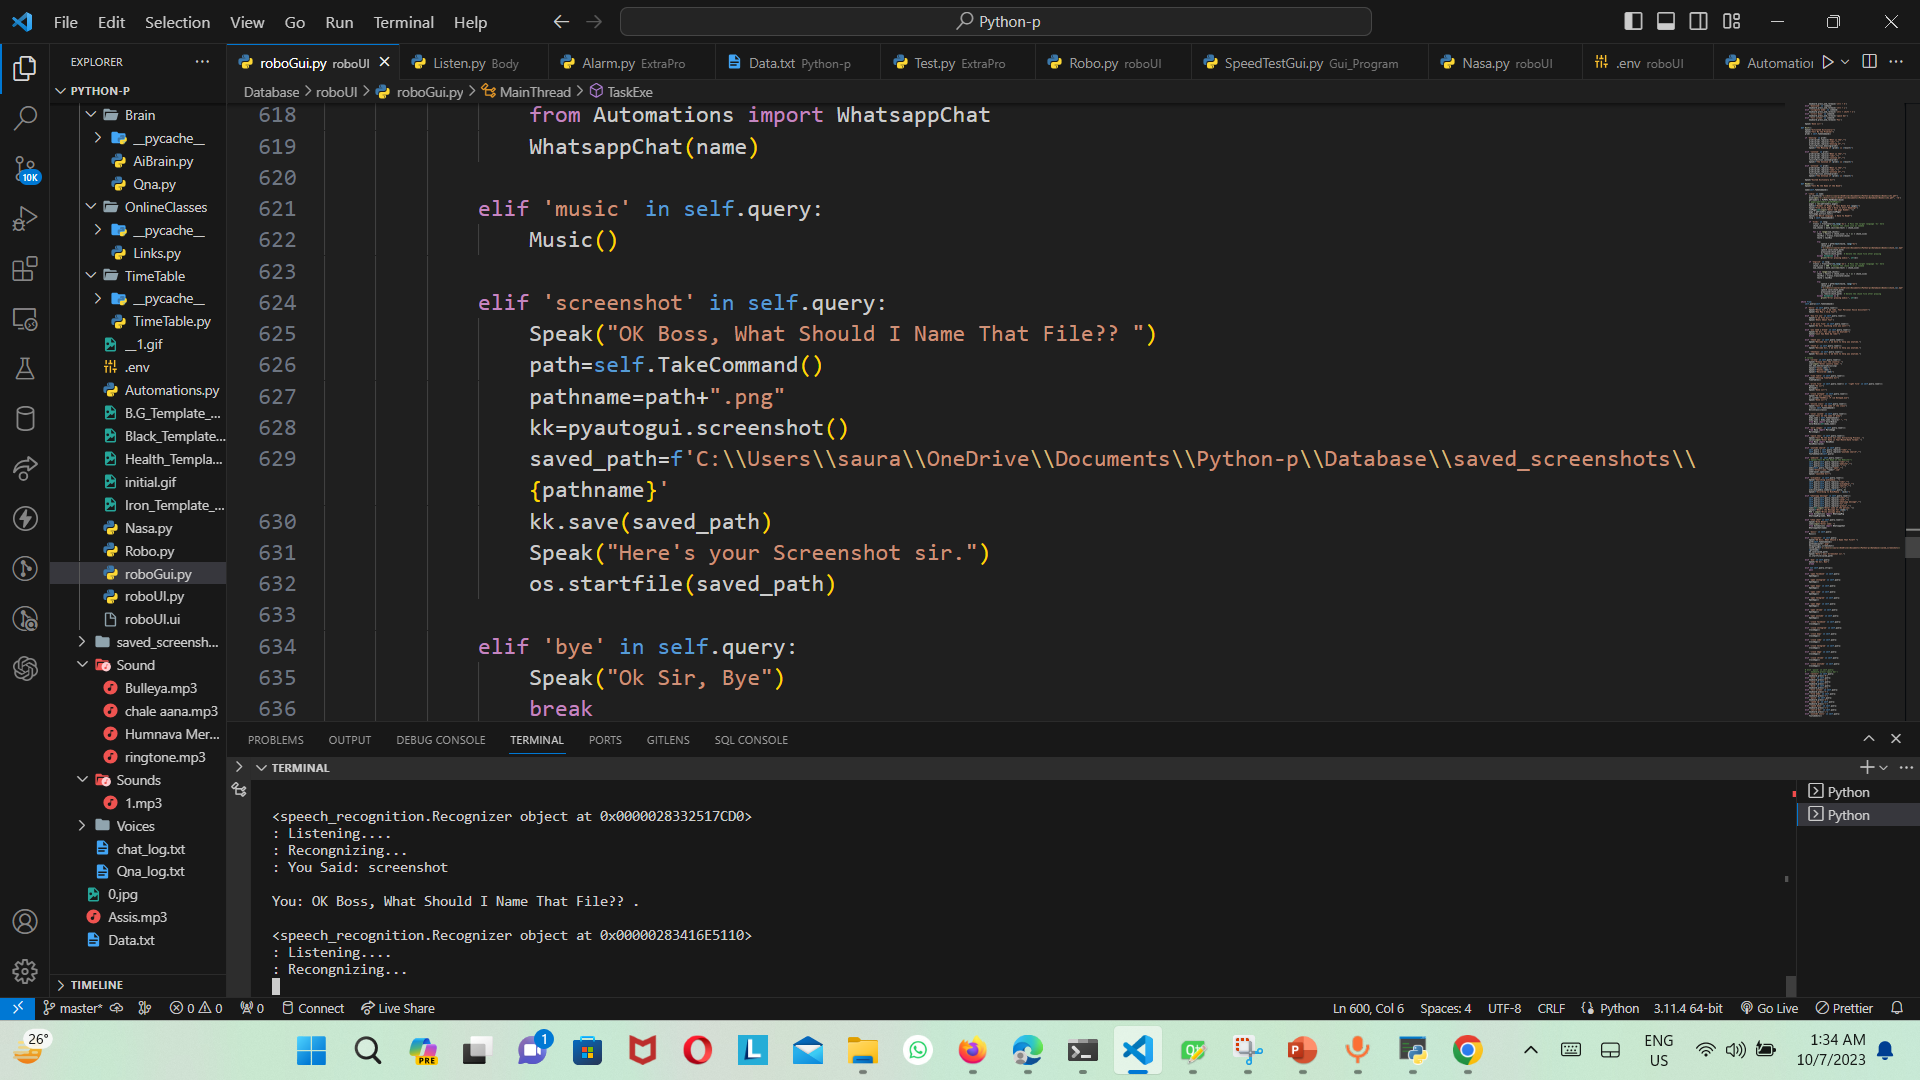 File Edit Selection View Go Run Terminal Help
Python-p
EXPLORER
PYTHON-P
Brain
__pycache__
AiBrain.py
Qna.py
OnlineClasses
__pycache__
Links.py
TimeTable
__pycache__
TimeTable.py
__1.gif
.env
Automations.py
B.G_Template_...
Black_Template...
Health_Templa...
initial.gif
Iron_Template_...
Nasa.py
Robo.py
roboGui.py
roboUI.py
roboUI.ui
saved_screensh...
Sound
Bulleya.mp3
chale aana.mp3
Humnava Mer...
ringtone.mp3
Sounds
1.mp3
Voices
chat_log.txt
Qna_log.txt
0.jpg
Assis.mp3
Data.txt
TIMELINE
10K
roboGui.py roboUI
Listen.py Body
Alarm.py ExtraPro
Data.txt Python-p
Test.py ExtraPro
Robo.py roboUI
SpeedTestGui.py Gui_Program
Nasa.py roboUI
.env roboUI
Automation
Database > roboUI > roboGui.py > MainThread > TaskExe
618 from Automations import WhatsappChat
619 WhatsappChat(name)
620
621 elif 'music' in self.query:
622 Music()
623
624 elif 'screenshot' in self.query:
625 Speak("OK Boss, What Should I Name That File?? ")
626 path=self.TakeCommand()
627 pathname=path+".png"
628 kk=pyautogui.screenshot()
629 saved_path=f'C:\\Users\\saura\\OneDrive\\Documents\\Python-p\\Database\\saved_screenshots\\
{pathname}'
630 kk.save(saved_path)
631 Speak("Here's your Screenshot sir.")
632 os.startfile(saved_path)
633
634 elif 'bye' in self.query:
635 Speak("Ok Sir, Bye")
636 break
PROBLEMS OUTPUT DEBUG CONSOLE TERMINAL PORTS GITLENS SQL CONSOLE
TERMINAL
<speech_recognition.Recognizer object at 0x0000028332517CD0>
: Listening....
: Recongnizing...
: You Said: screenshot
You: OK Boss, What Should I Name That File?? .
<speech_recognition.Recognizer object at 0x00000283416E5110>
: Listening....
: Recongnizing...
Python
Python
master* 0 0 0 Connect Live Share
Ln 600, Col 6 Spaces: 4 UTF-8 CRLF Python 3.11.4 64-bit Go Live Prettier
26°
PRE
1
ENG
US
1:34 AM
10/7/2023